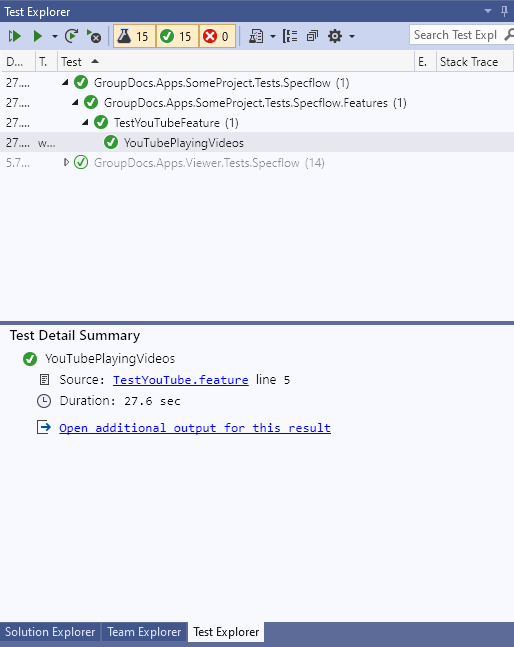 Test Explorer
15 15 0 Search Test Expl
D... T. Test E. Stack Trace
27.... GroupDocs.Apps.SomeProject.Tests.Specflow (1)
27.... GroupDocs.Apps.SomeProject.Tests.Specflow.Features (1)
27.... TestYouTubeFeature (1)
27.... w... YouTubePlayingVideos
5.7... GroupDocs.Apps.Viewer.Tests.Specflow (14)
Test Detail Summary
YouTubePlayingVideos
Source: TestYouTube.feature line 5
Duration: 27.6 sec
Open additional output for this result
Solution Explorer Team Explorer Test Explorer